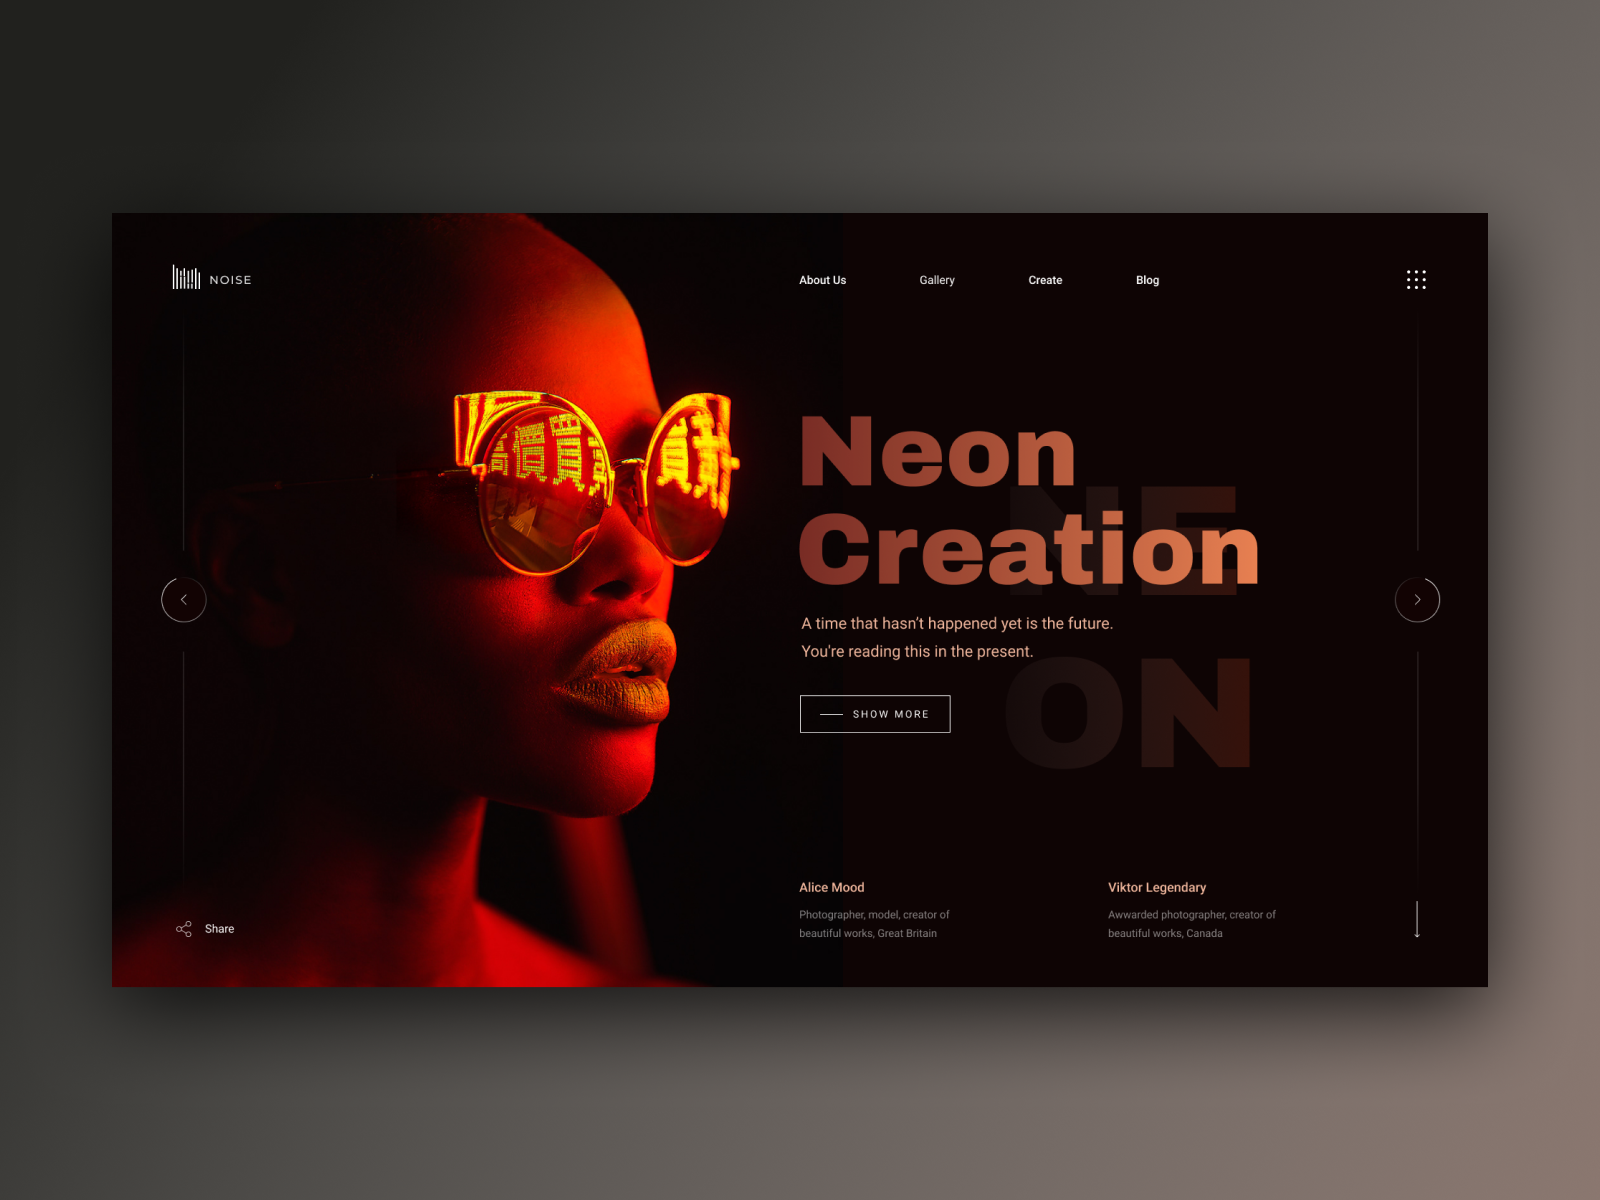 NOISE
About Us
Gallery
Create
Blog
Neon
Creation
NE
ON
A time that hasn’t happened yet is the future.
You're reading this in the present.
SHOW MORE
Alice Mood
Photographer, model, creator of
beautiful works, Great Britain
Viktor Legendary
Awwarded photographer, creator of
beautiful works, Canada
Share